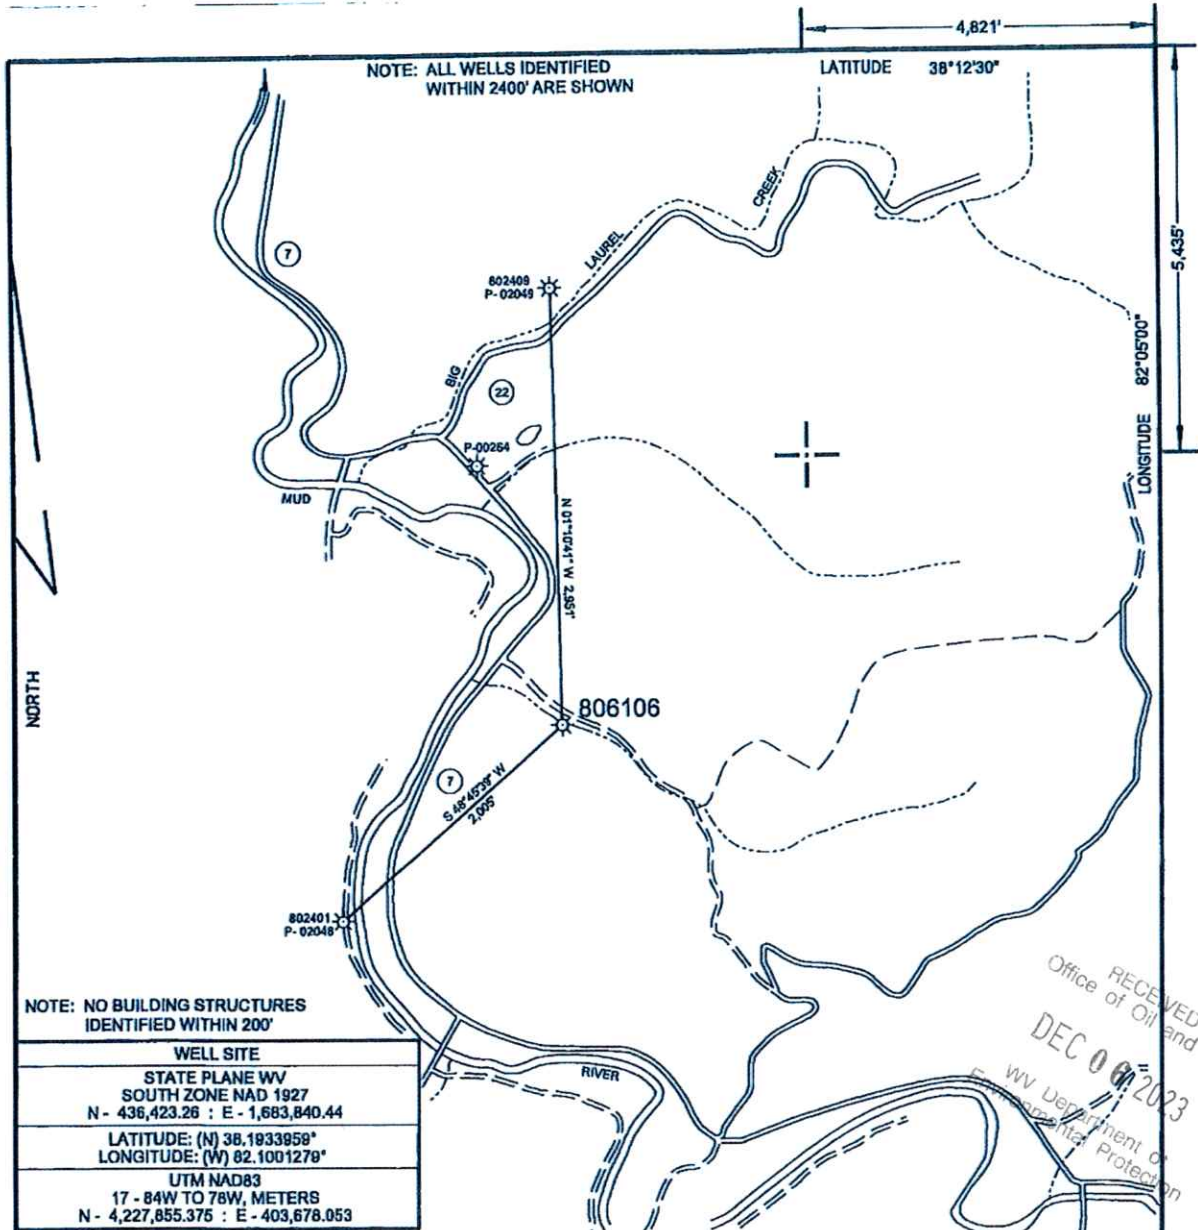 4,821'
NOTE: ALL WELLS IDENTIFIED
WITHIN 2400' ARE SHOWN
LATITUDE 38°12'30"
5,435'
LONGITUDE 82°05'00"
CREEK
LAUREL
BIG
7
802409
P- 02049
22
P-00264
MUD
N 01°10'41" W 2,951'
NORTH
806106
7
S 48°45'39" W
2,005'
802401
P- 02048
NOTE: NO BUILDING STRUCTURES
IDENTIFIED WITHIN 200'
RIVER
WELL SITE
STATE PLANE WV
SOUTH ZONE NAD 1927
N - 436,423.26 : E - 1,683,840.44
LATITUDE: (N) 38.1933959°
LONGITUDE: (W) 82.1001279°
UTM NAD83
17 - 84W TO 78W, METERS
N - 4,227,855.375 : E - 403,678.053
RECEIVED
Office of Oil and
DEC 06 2023
WV Department of
Environmental Protection